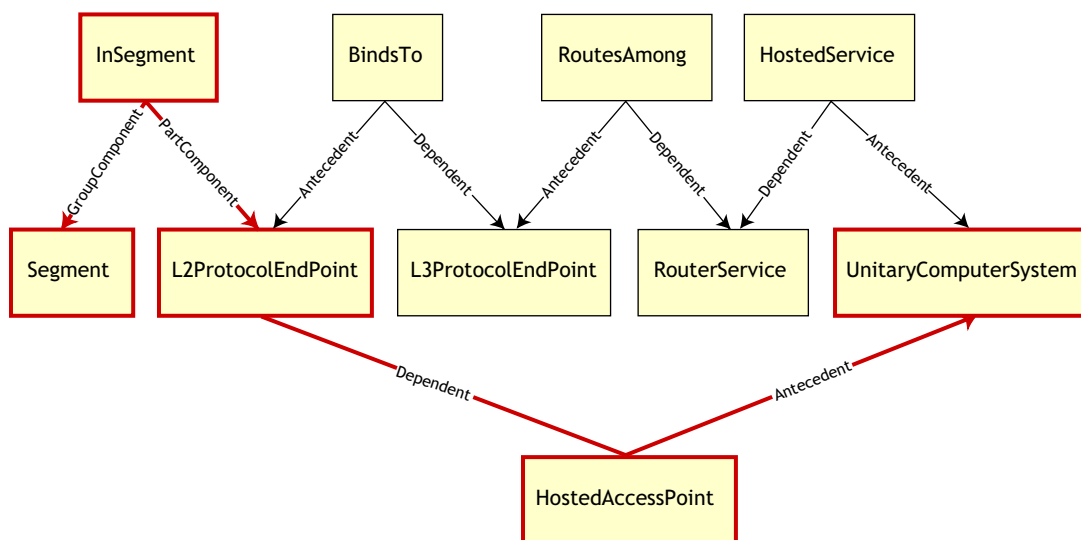 InSegment
BindsTo
RoutesAmong
HostedService
GroupComponent
PartComponent
Antecedent
Dependent
Antecedent
Dependent
Dependent
Antecedent
Segment
L2ProtocolEndPoint
L3ProtocolEndPoint
RouterService
UnitaryComputerSystem
Dependent
Antecedent
HostedAccessPoint